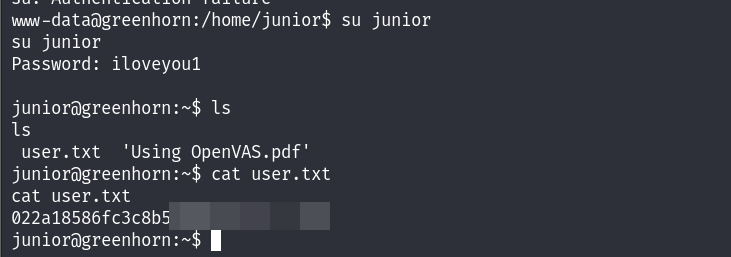 su: Authentication failure
www-data@greenhorn:/home/junior$ su junior
su junior
Password: iloveyou1
junior@greenhorn:~$ ls
ls
user.txt  'Using OpenVAS.pdf'
junior@greenhorn:~$ cat user.txt
cat user.txt
022a18586fc3c8b5
junior@greenhorn:~$